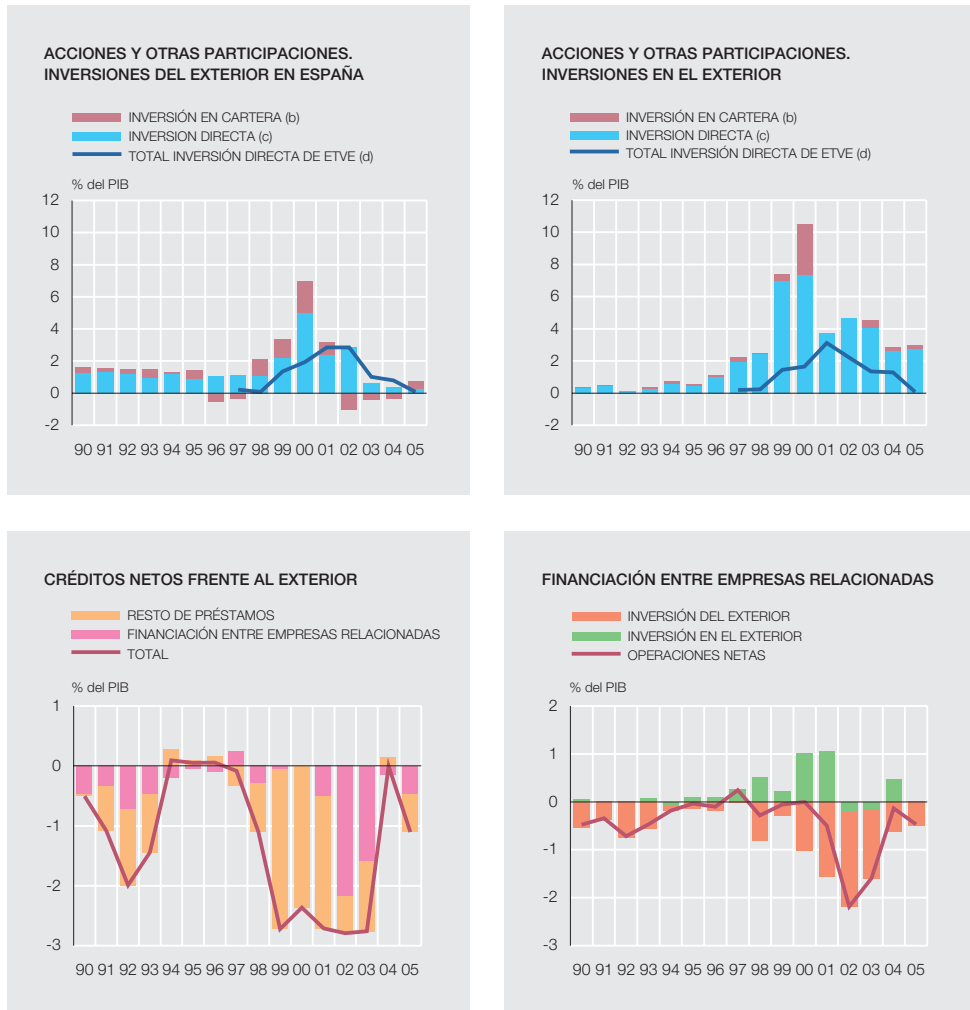 ACCIONES Y OTRAS PARTICIPACIONES.
INVERSIONES DEL EXTERIOR EN ESPAÑA
INVERSIÓN EN CARTERA (b)
INVERSION DIRECTA (c)
TOTAL INVERSIÓN DIRECTA DE ETVE (d)
% del PIB
12
10
8
6
4
2
0
-2
90 91 92 93 94 95 96 97 98 99 00 01 02 03 04 05
ACCIONES Y OTRAS PARTICIPACIONES.
INVERSIONES EN EL EXTERIOR
INVERSIÓN EN CARTERA (b)
INVERSION DIRECTA (c)
TOTAL INVERSIÓN DIRECTA DE ETVE (d)
% del PIB
12
10
8
6
4
2
0
-2
90 91 92 93 94 95 96 97 98 99 00 01 02 03 04 05
CRÉDITOS NETOS FRENTE AL EXTERIOR
RESTO DE PRÉSTAMOS
FINANCIACIÓN ENTRE EMPRESAS RELACIONADAS
TOTAL
% del PIB
1
0
-1
-2
-3
90 91 92 93 94 95 96 97 98 99 00 01 02 03 04 05
FINANCIACIÓN ENTRE EMPRESAS RELACIONADAS
INVERSIÓN DEL EXTERIOR
INVERSIÓN EN EL EXTERIOR
OPERACIONES NETAS
% del PIB
2
1
0
-1
-2
-3
90 91 92 93 94 95 96 97 98 99 00 01 02 03 04 05